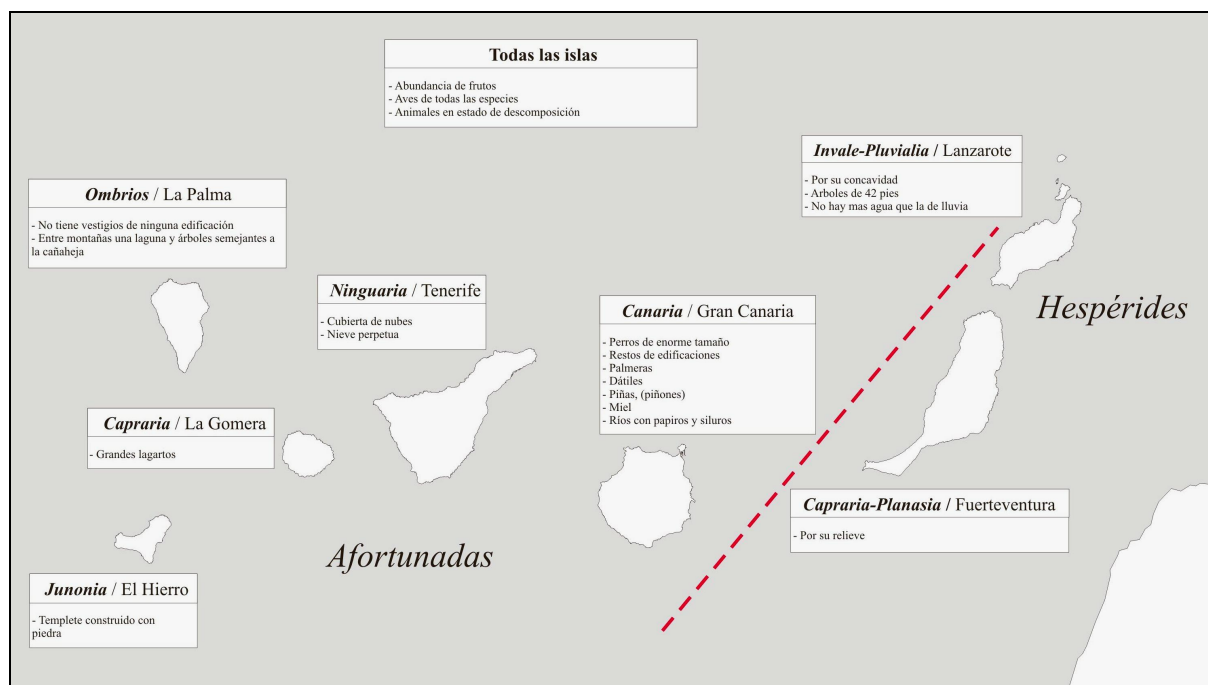 Todas las islas
- Abundancia de frutos
- Aves de todas las especies
- Animales en estado de descomposición
Invale-Pluvialia / Lanzarote
- Por su concavidad
- Arboles de 42 pies
- No hay mas agua que la de lluvia
Ombrios / La Palma
- No tiene vestigios de ninguna edificación
- Entre montañas una laguna y árboles semejantes a
la cañaheja
Ninguaria / Tenerife
- Cubierta de nubes
- Nieve perpetua
Canaria / Gran Canaria
- Perros de enorme tamaño
- Restos de edificaciones
- Palmeras
- Dátiles
- Piñas, (piñones)
- Miel
- Ríos con papiros y siluros
Hespérides
Capraria / La Gomera
- Grandes lagartos
Capraria-Planasia / Fuerteventura
- Por su relieve
Afortunadas
Junonia / El Hierro
- Templete construido con
piedra